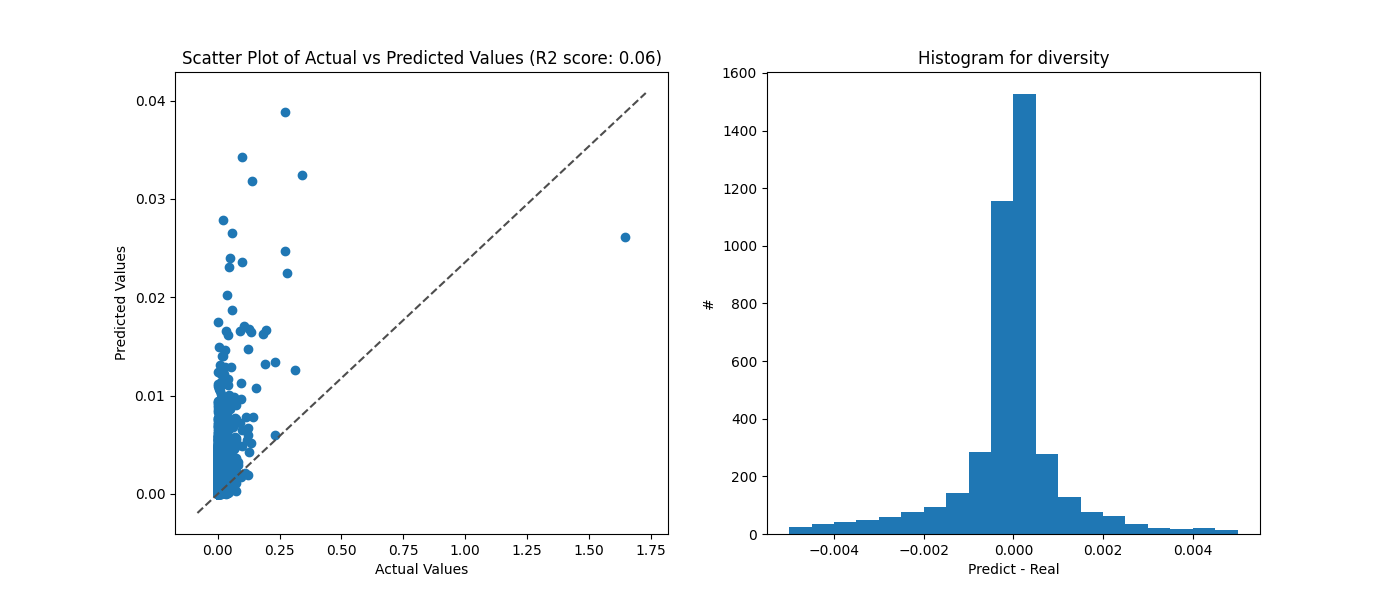 Scatter Plot of Actual vs Predicted Values (R2 score: 0.06)
Predicted Values
0.04
0.03
0.02
0.01
0.00
0.00 0.25 0.50 0.75 1.00 1.25 1.50 1.75
Actual Values
Histogram for diversity
#
1600
1400
1200
1000
800
600
400
200
0
−0.004 −0.002 0.000 0.002 0.004
Predict - Real